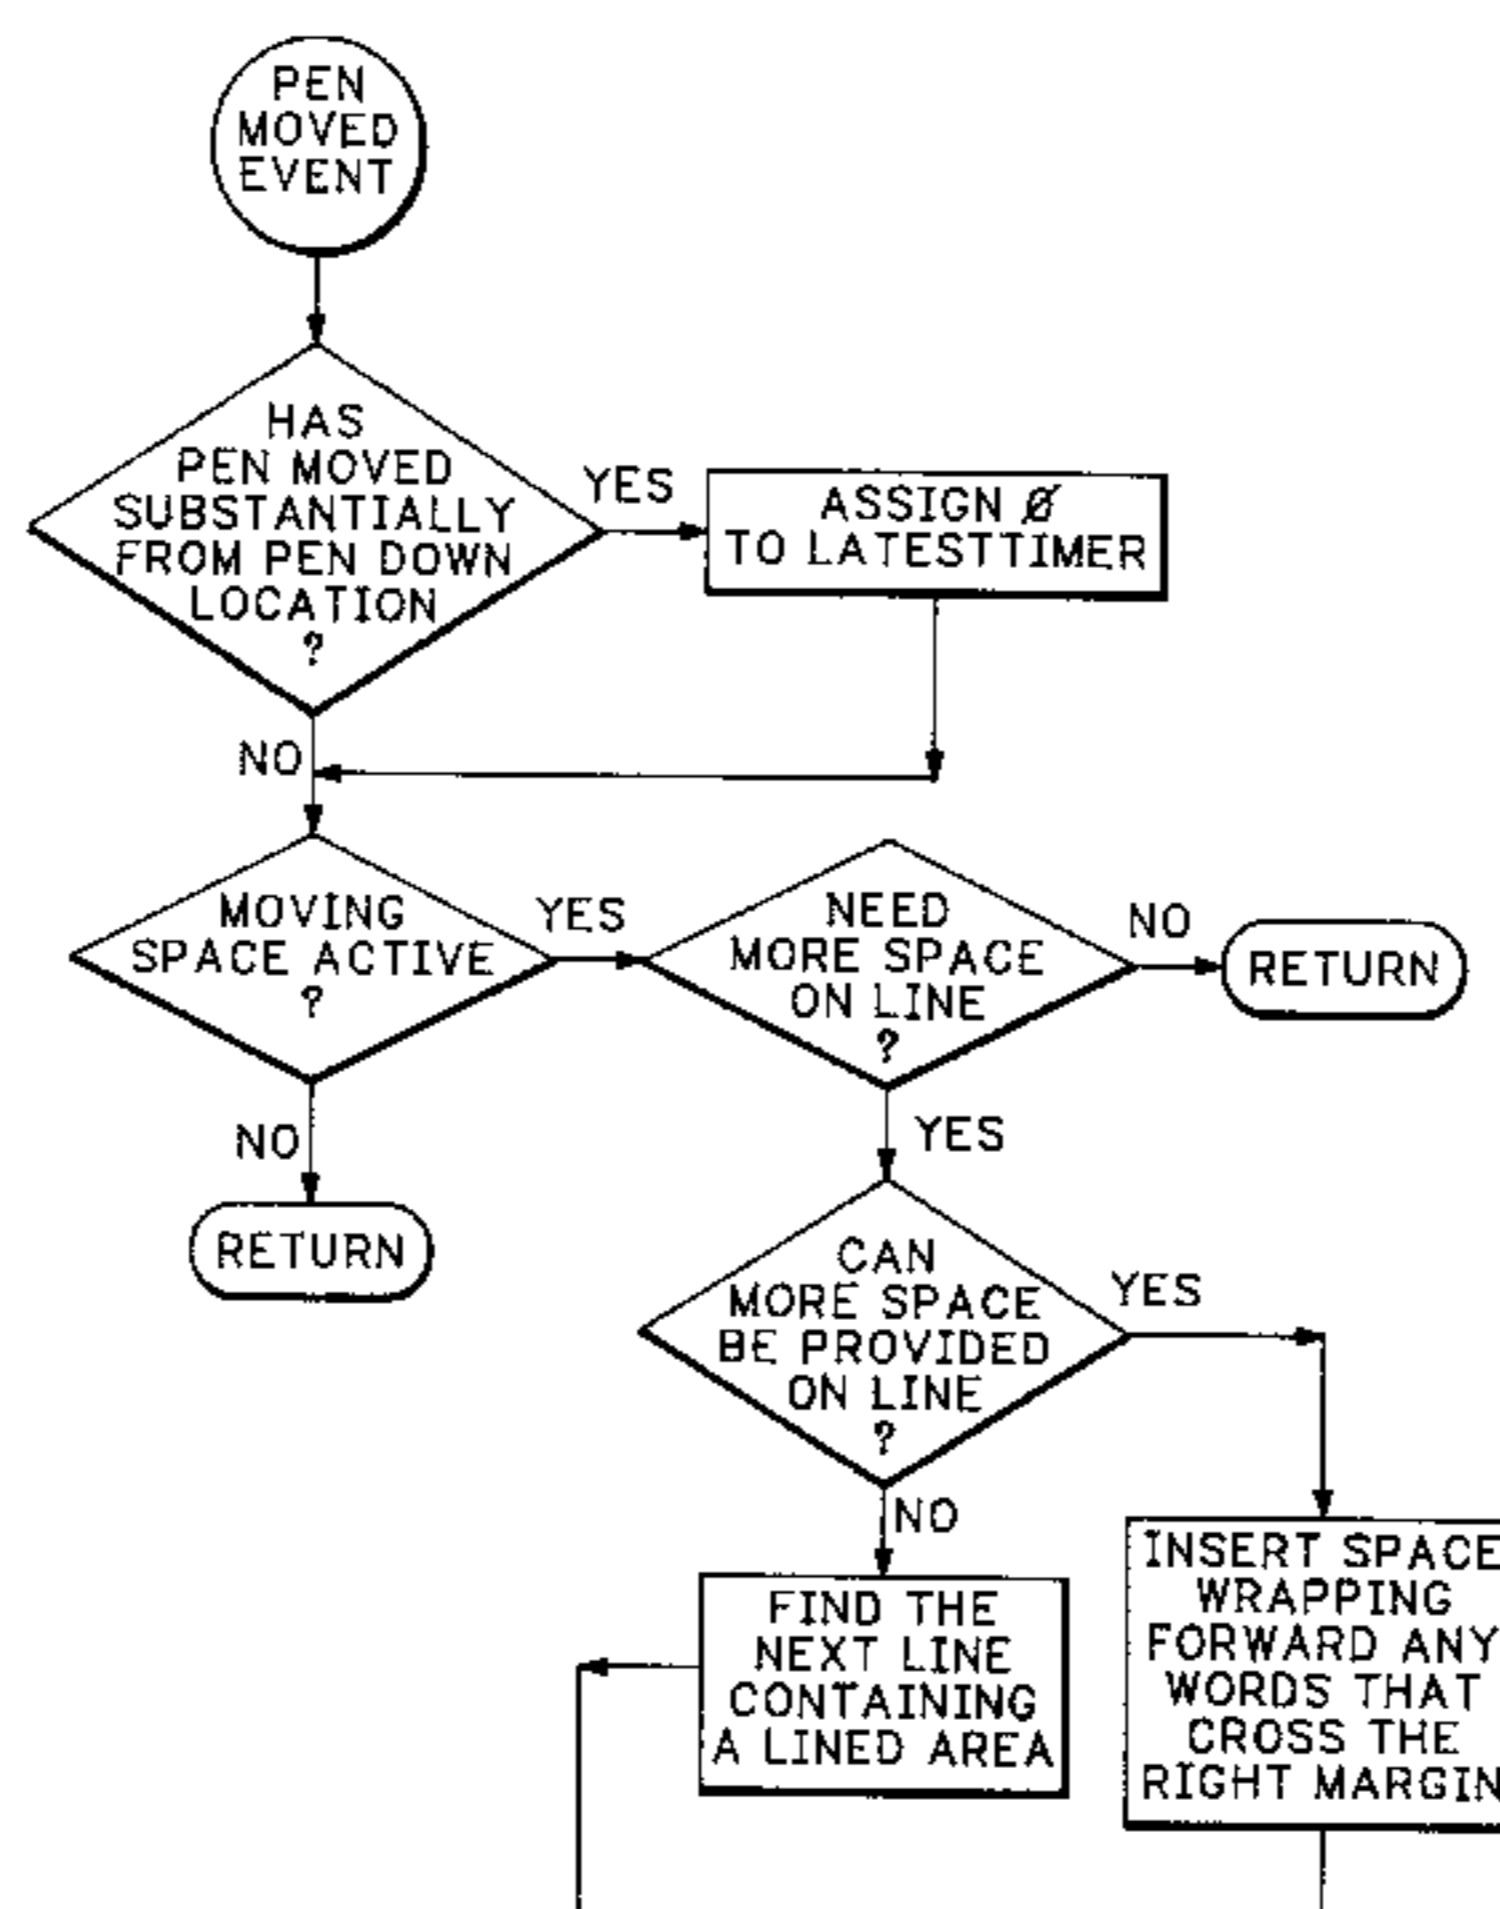 PEN
MOVED
EVENT
HAS
PEN MOVED
SUBSTANTIALLY
FROM PEN DOWN
LOCATION
?
YES
ASSIGN Ø
TO LATESTTIMER
NO
MOVING
SPACE ACTIVE
?
YES
NEED
MORE SPACE
ON LINE
?
NO
RETURN
NO
RETURN
YES
CAN
MORE SPACE
BE PROVIDED
ON LINE
?
YES
NO
FIND THE
NEXT LINE
CONTAINING
A LINED AREA
INSERT SPACE
WRAPPING
FORWARD ANY
WORDS THAT
CROSS THE
RIGHT MARGIN